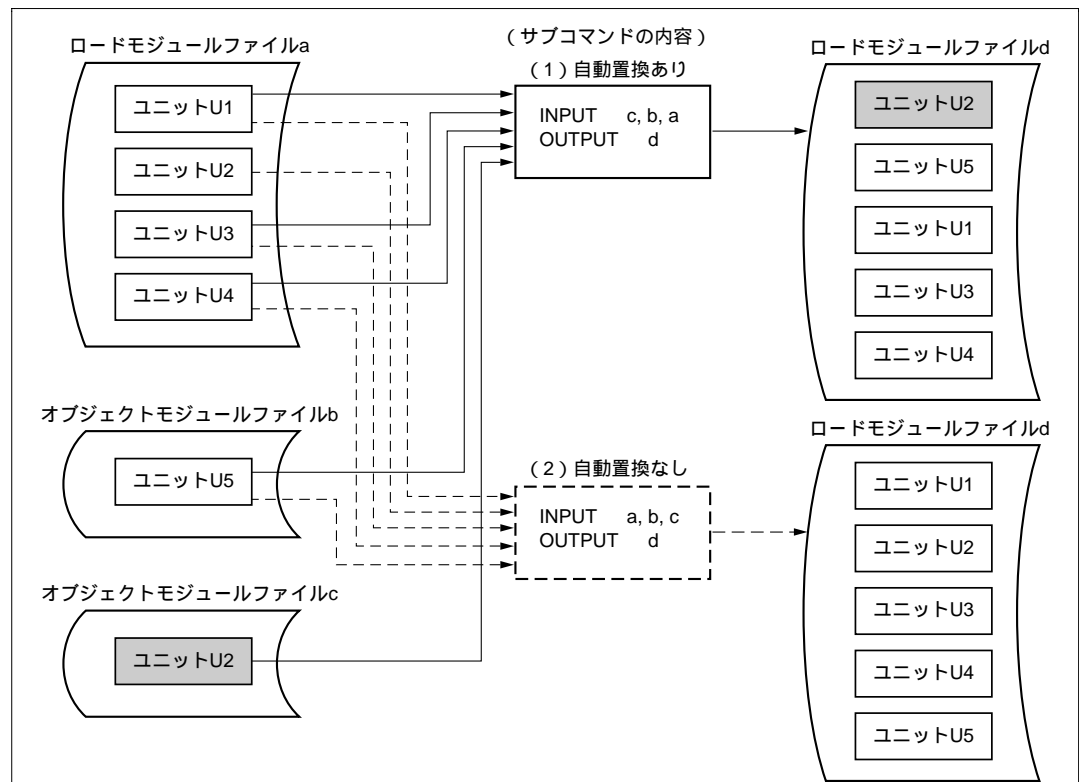 ロードモジュールファイルa
ユニットU1
ユニットU2
ユニットU3
ユニットU4
オブジェクトモジュールファイルb
ユニットU5
オブジェクトモジュールファイルc
ユニットU2
(サブコマンドの内容)
(1)自動置換あり
INPUT c, b, a
OUTPUT d
(2)自動置換なし
INPUT a, b, c
OUTPUT d
ロードモジュールファイルd
ユニットU2
ユニットU5
ユニットU1
ユニットU3
ユニットU4
ロードモジュールファイルd
ユニットU1
ユニットU2
ユニットU3
ユニットU4
ユニットU5